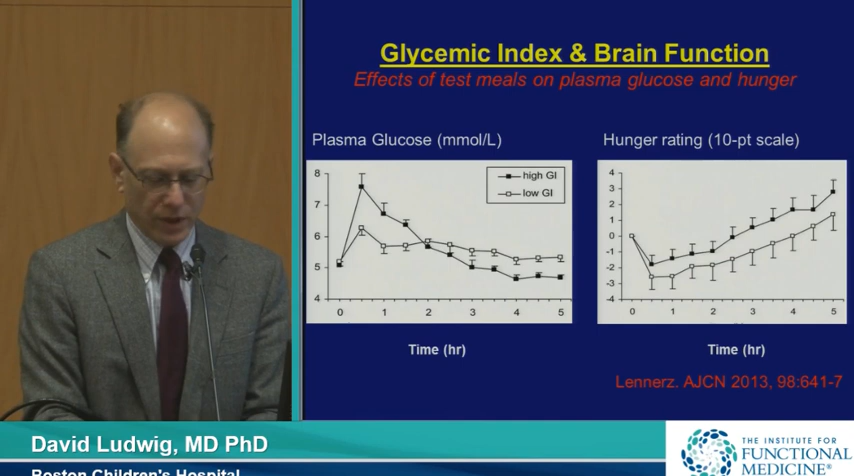 Glycemic Index & Brain Function
Effects of test meals on plasma glucose and hunger
Plasma Glucose (mmol/L)
8
7
6
5
4
high GI
low GI
0 1 2 3 4 5
Time (hr)
Hunger rating (10-pt scale)
4
3
2
1
0
-1
-2
-3
-4
0 1 2 3 4 5
Time (hr)
Lennerz. AJCN 2013, 98:641-7
David Ludwig, MD PhD
Boston Children's Hospital
THE INSTITUTE FOR
FUNCTIONAL
MEDICINE®